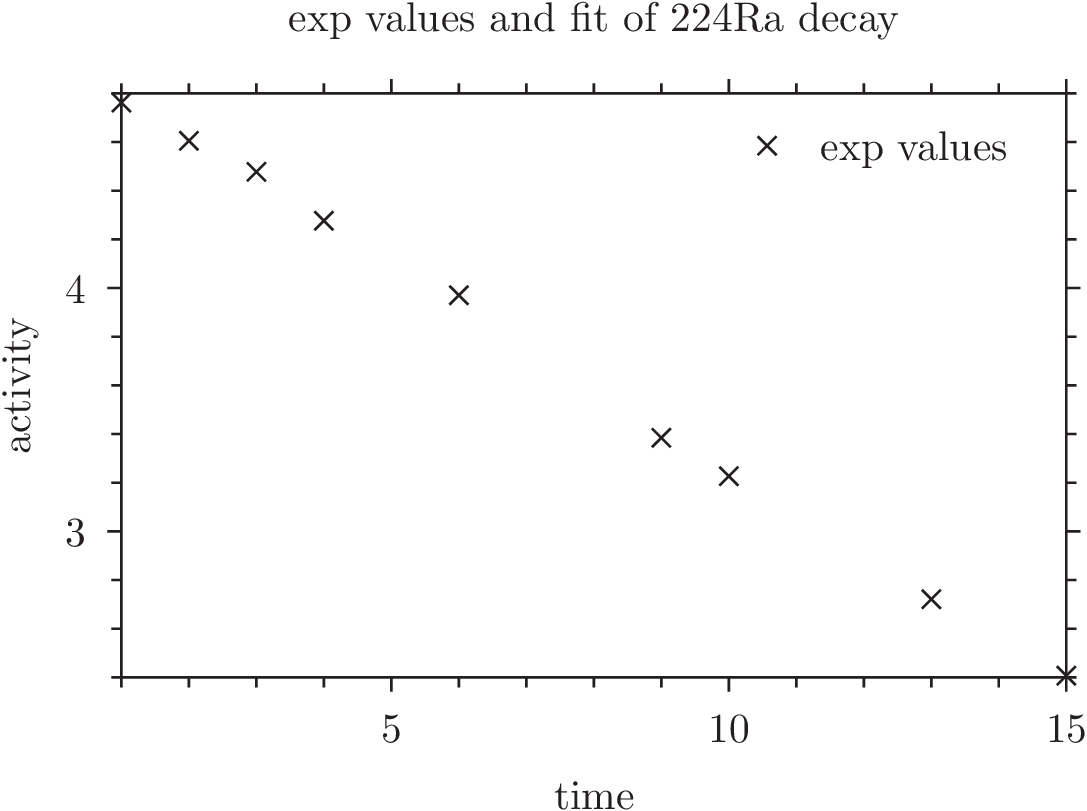 exp values and fit of 224Ra decay
exp values
4
3
activity
5
10
15
time